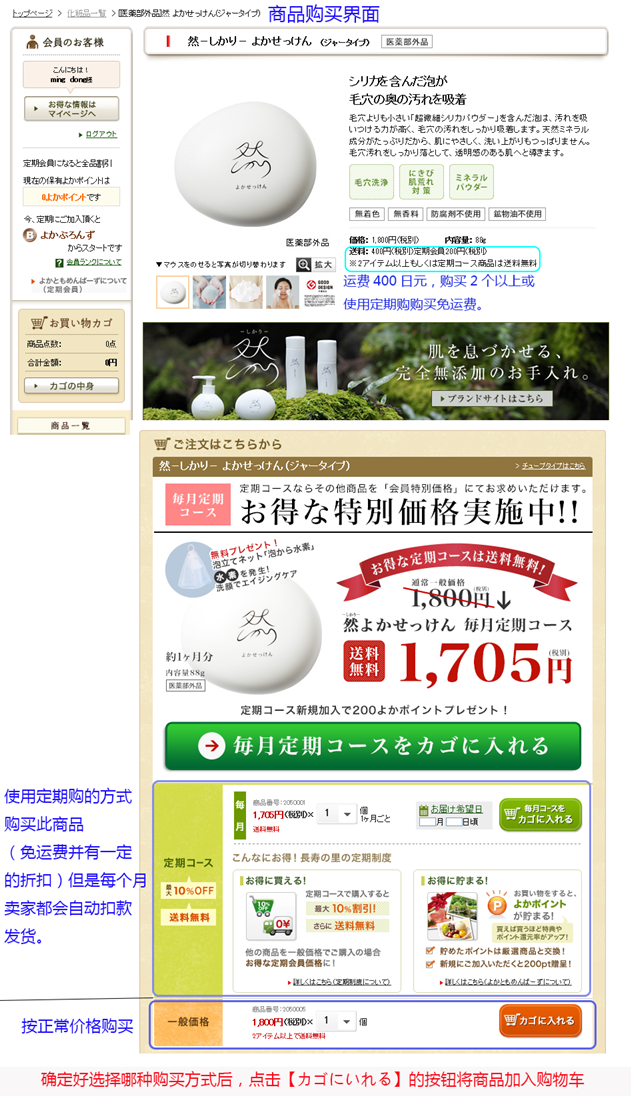 トップページ > 化粧品一覧 > [医薬部外品]然 よかせっけん(ジャータイプ)
商品购买界面
会員のお客様
こんにちは！
ming dong様
お得な情報は
マイページへ
ログアウト
定期会員になると全品割引
現在の保有よかポイントは
0よかポイントです
今、定期にご加入頂くと
B よかぶろんず
からスタートです
? 会員ランクについて
よかともめんばーずについて
（定期会員）
お買い物カゴ
商品点数: 0点
合計金額: 0円
カゴの中身
商品一覧
然－しかり－ よかせっけん （ジャータイプ） 医薬部外品
然
よかせっけん
医薬部外品
▼マウスをのせると写真が切り替わります
拡大
GOOD DESIGN
シリカを含んだ泡が
毛穴の奥の汚れを吸着
毛穴よりも小さい「超微細シリカパウダー」を含んだ泡は、汚れを吸
いつける力が高く、毛穴の汚れをしっかり吸着します。天然ミネラル
成分がたっぷりだから、肌にやさしく、洗い上がりもつっぱりません。
毛穴汚れをしっかり落として、透明感のある肌へと導きます。
毛穴洗浄
にきび
肌荒れ
対策
ミネラル
パウダー
無着色 無香料 防腐剤不使用 鉱物油不使用
価格: 1,800円(税別) 内容量: 88g
送料: 400円(税別)定期会員200円(税別)
※2アイテム以上もしくは定期コース商品は送料無料
运费 400 日元，购买 2 个以上或
使用定期购购买免运费。
－しかり－
然
肌を息づかせる、
完全無添加のお手入れ。
ブランドサイトはこちら
ご注文はこちらから
然－しかり－ よかせっけん（ジャータイプ）
> チューブタイプはこちら
毎月定期
コース
定期コースならその他商品を「会員特別価格」にてお求めいただけます。
お得な特別価格実施中!!
無料プレゼント！
泡立てネット「泡から水素」
水素を発生！
洗顔でエイジングケア
然
よかせっけん
約1ヶ月分
内容量88g
医薬部外品
お得な定期コースは送料無料!
通常一般価格
1,800円(税別)↓
－しかり－
然よかせっけん 毎月定期コース
送料
無料
1,705円(税別)
定期コース新規加入で200よかポイントプレゼント！
毎月定期コースをカゴに入れる
使用定期购的方式
购买此商品
（免运费并有一定
的折扣）但是每个月
卖家都会自动扣款
发货。
定期コース
最大10%OFF
送料無料
毎月
商品番号：2050001
1,705円(税別)× 1 個
1ヶ月ごと
送料無料
お届け希望日
月 日頃
毎月コースを
カゴに入れる
こんなにお得！長寿の里の定期制度
お得に買える！
10%OFF
0円
定期コースで購入すると
最大 10%割引!
さらに 送料無料
他の商品を一般価格でご購入の場合
お得な定期会員価格に！
詳しくはこちら(定期制度について)
お得に貯まる！
お買い物をすると、
よかポイント
が貯まる！
買えば買うほど特典や
ポイント還元率がアップ!
貯めたポイントは厳選商品と交換！
新規にご加入いただくと200pt贈呈！
詳しくはこちら(よかともめんばーずについて)
按正常价格购买
一般価格
商品番号：2050005
1,800円(税別)× 1 個
2アイテム以上で送料無料
カゴに入れる
确定好选择哪种购买方式后，点击【カゴにいれる】的按钮将商品加入购物车